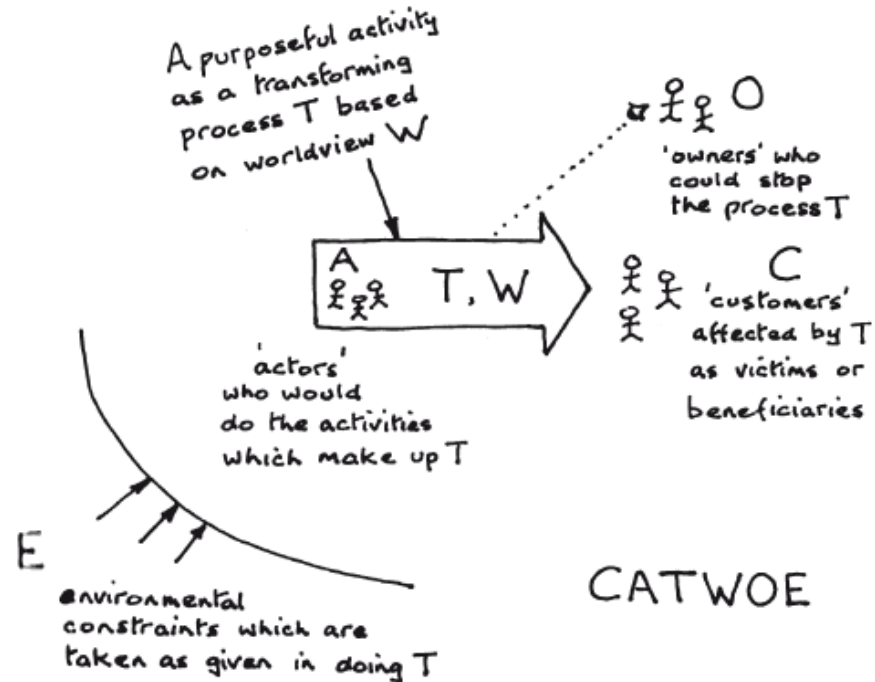 A purposeful activity
as a transforming
process T based
on worldview W
O
'owners' who
could stop
the process T
A
T, W
C
'customers'
affected by T
as victims or
beneficiaries
'actors'
who would
do the activities
which make up T
E
environmental
constraints which are
taken as given in doing T
CATWOE